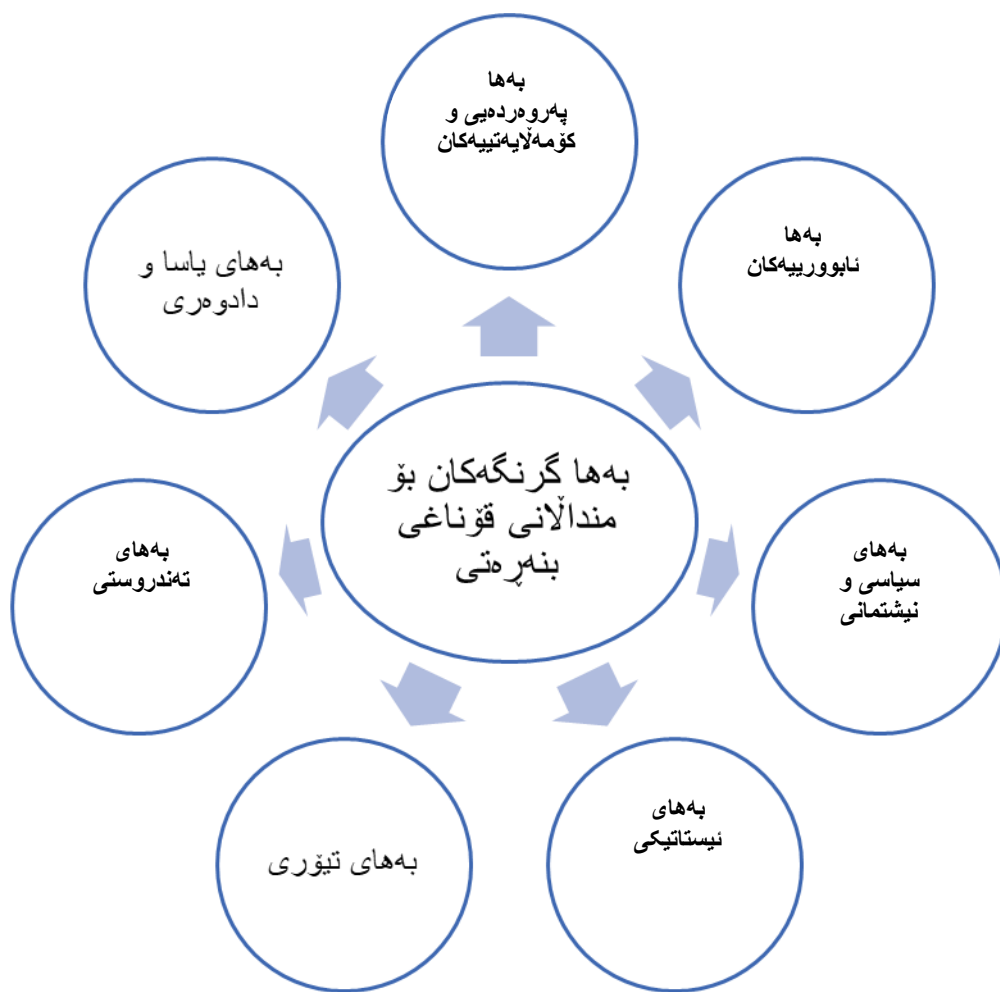 بەها
پەروەردەیی و
کۆمەڵایەتییەکان
بەها
ئابوورییەکان
بەهای
سیاسی و
نیشتمانی
بەهای
ئیستاتیکی
بەهای تیۆری
بەهای
تەندروستی
بەهای یاسا و
دادوەری
بەها گرنگەکان بۆ
منداڵانی قۆناغی
بنەڕەتی